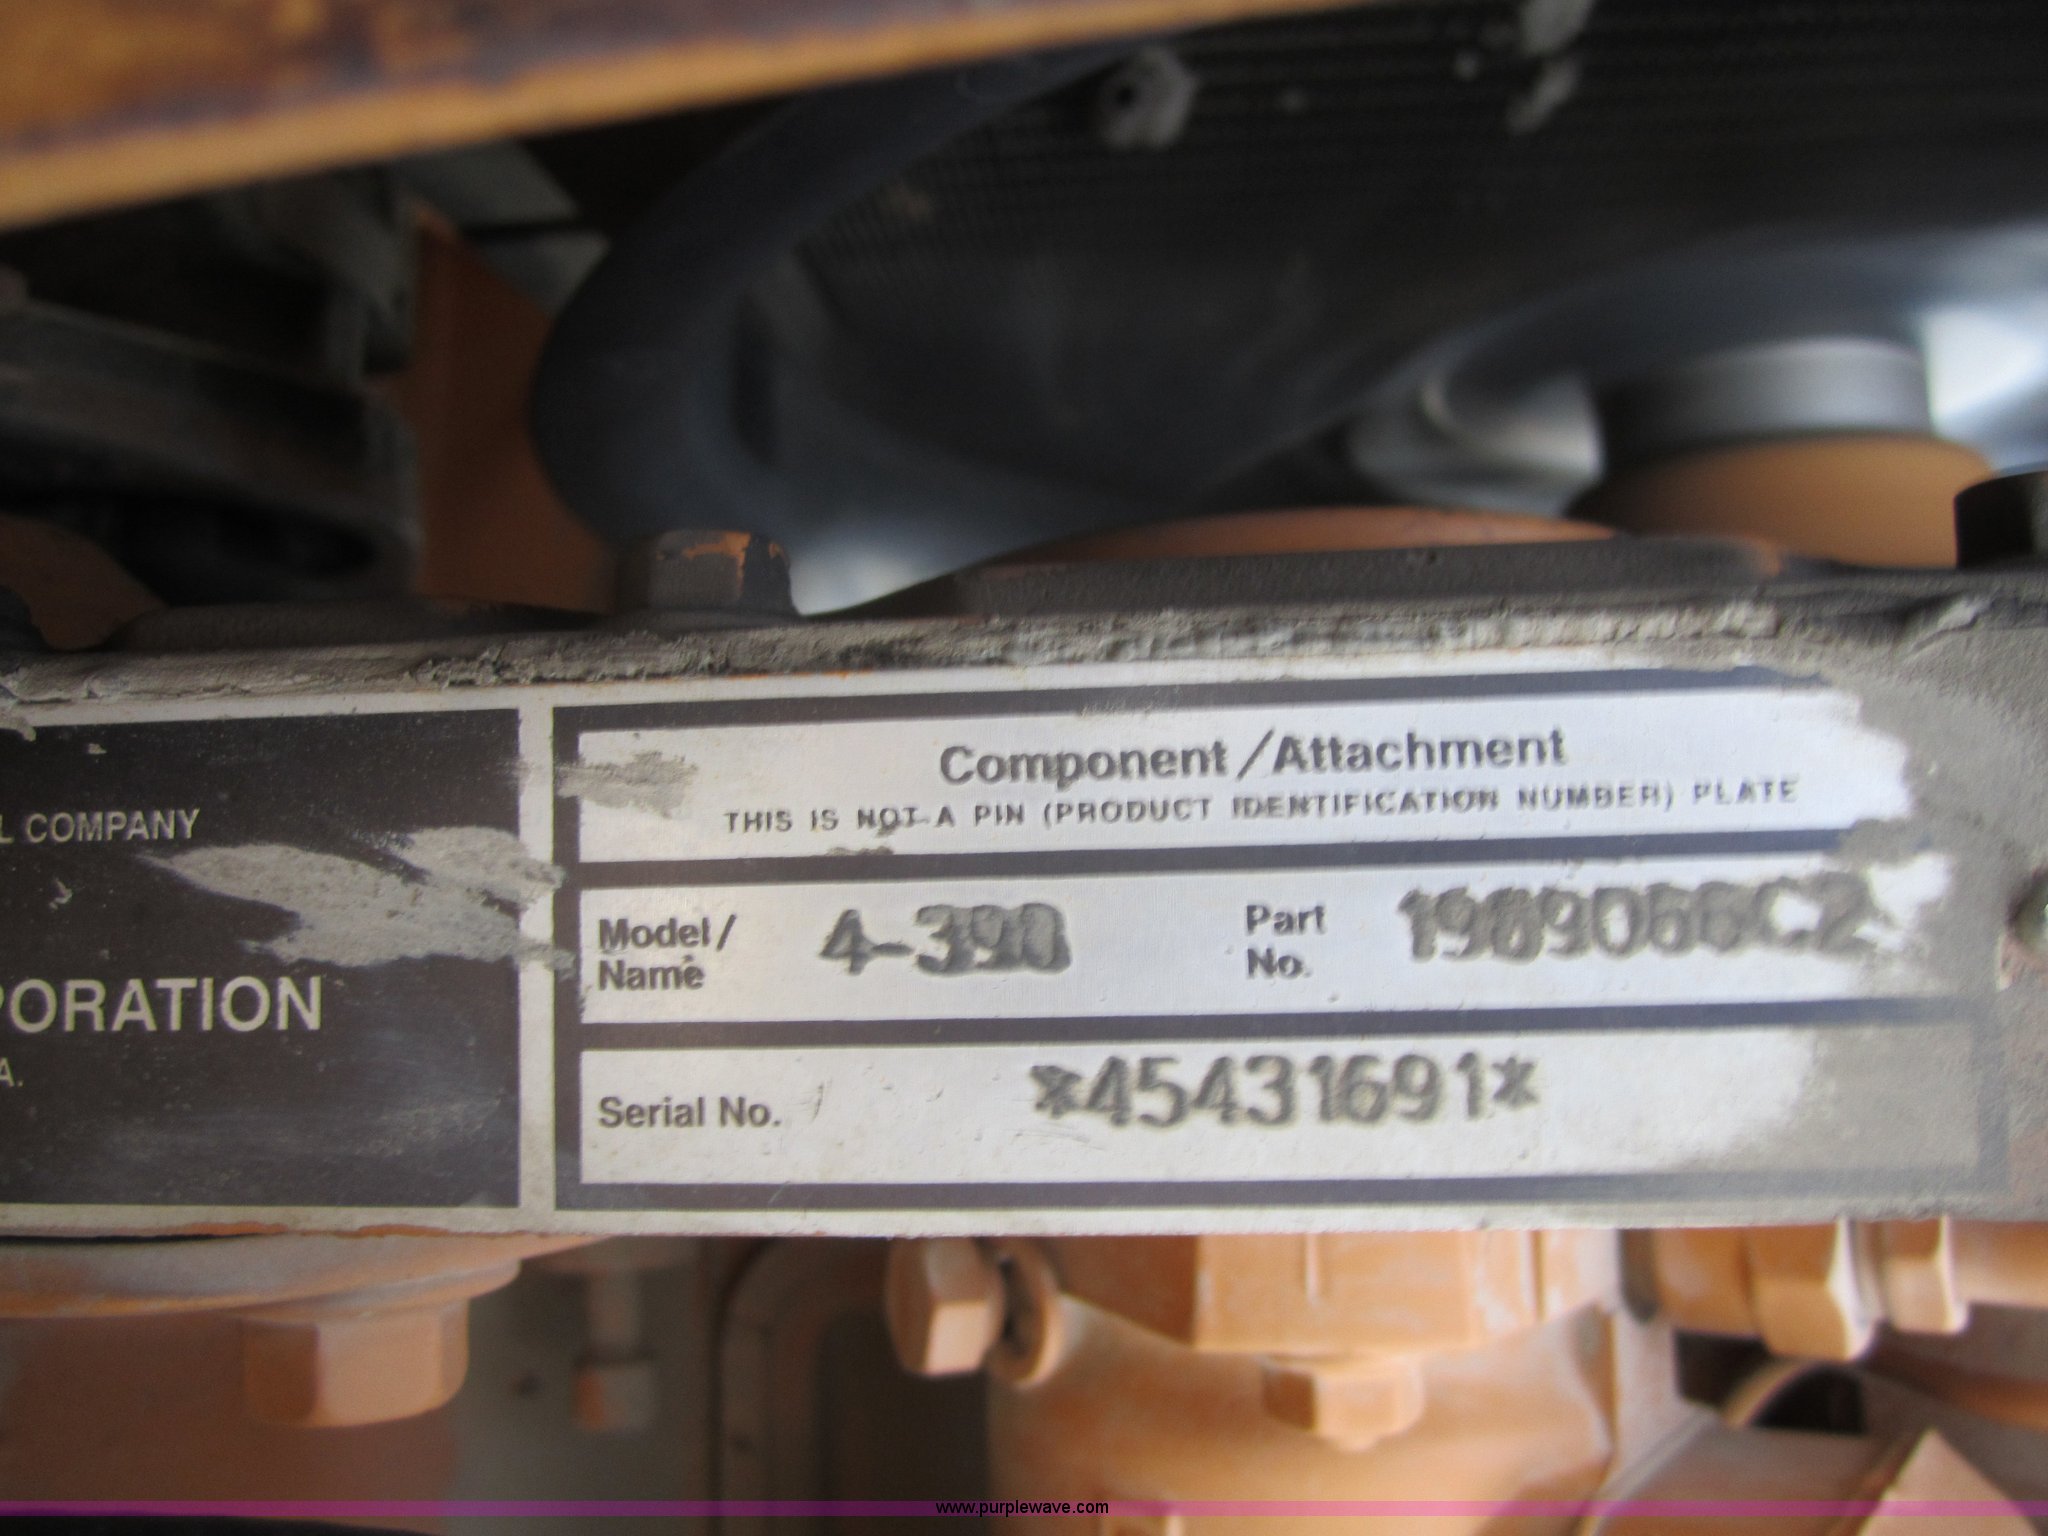 L COMPANY
PORATION
A.
Component/Attachment
THIS IS NOT A PIN (PRODUCT IDENTIFICATION NUMBER) PLATE
Model/ 4-390 Part 1989066C2
Name No.
Serial No. *45431691*
www.purplewave.com